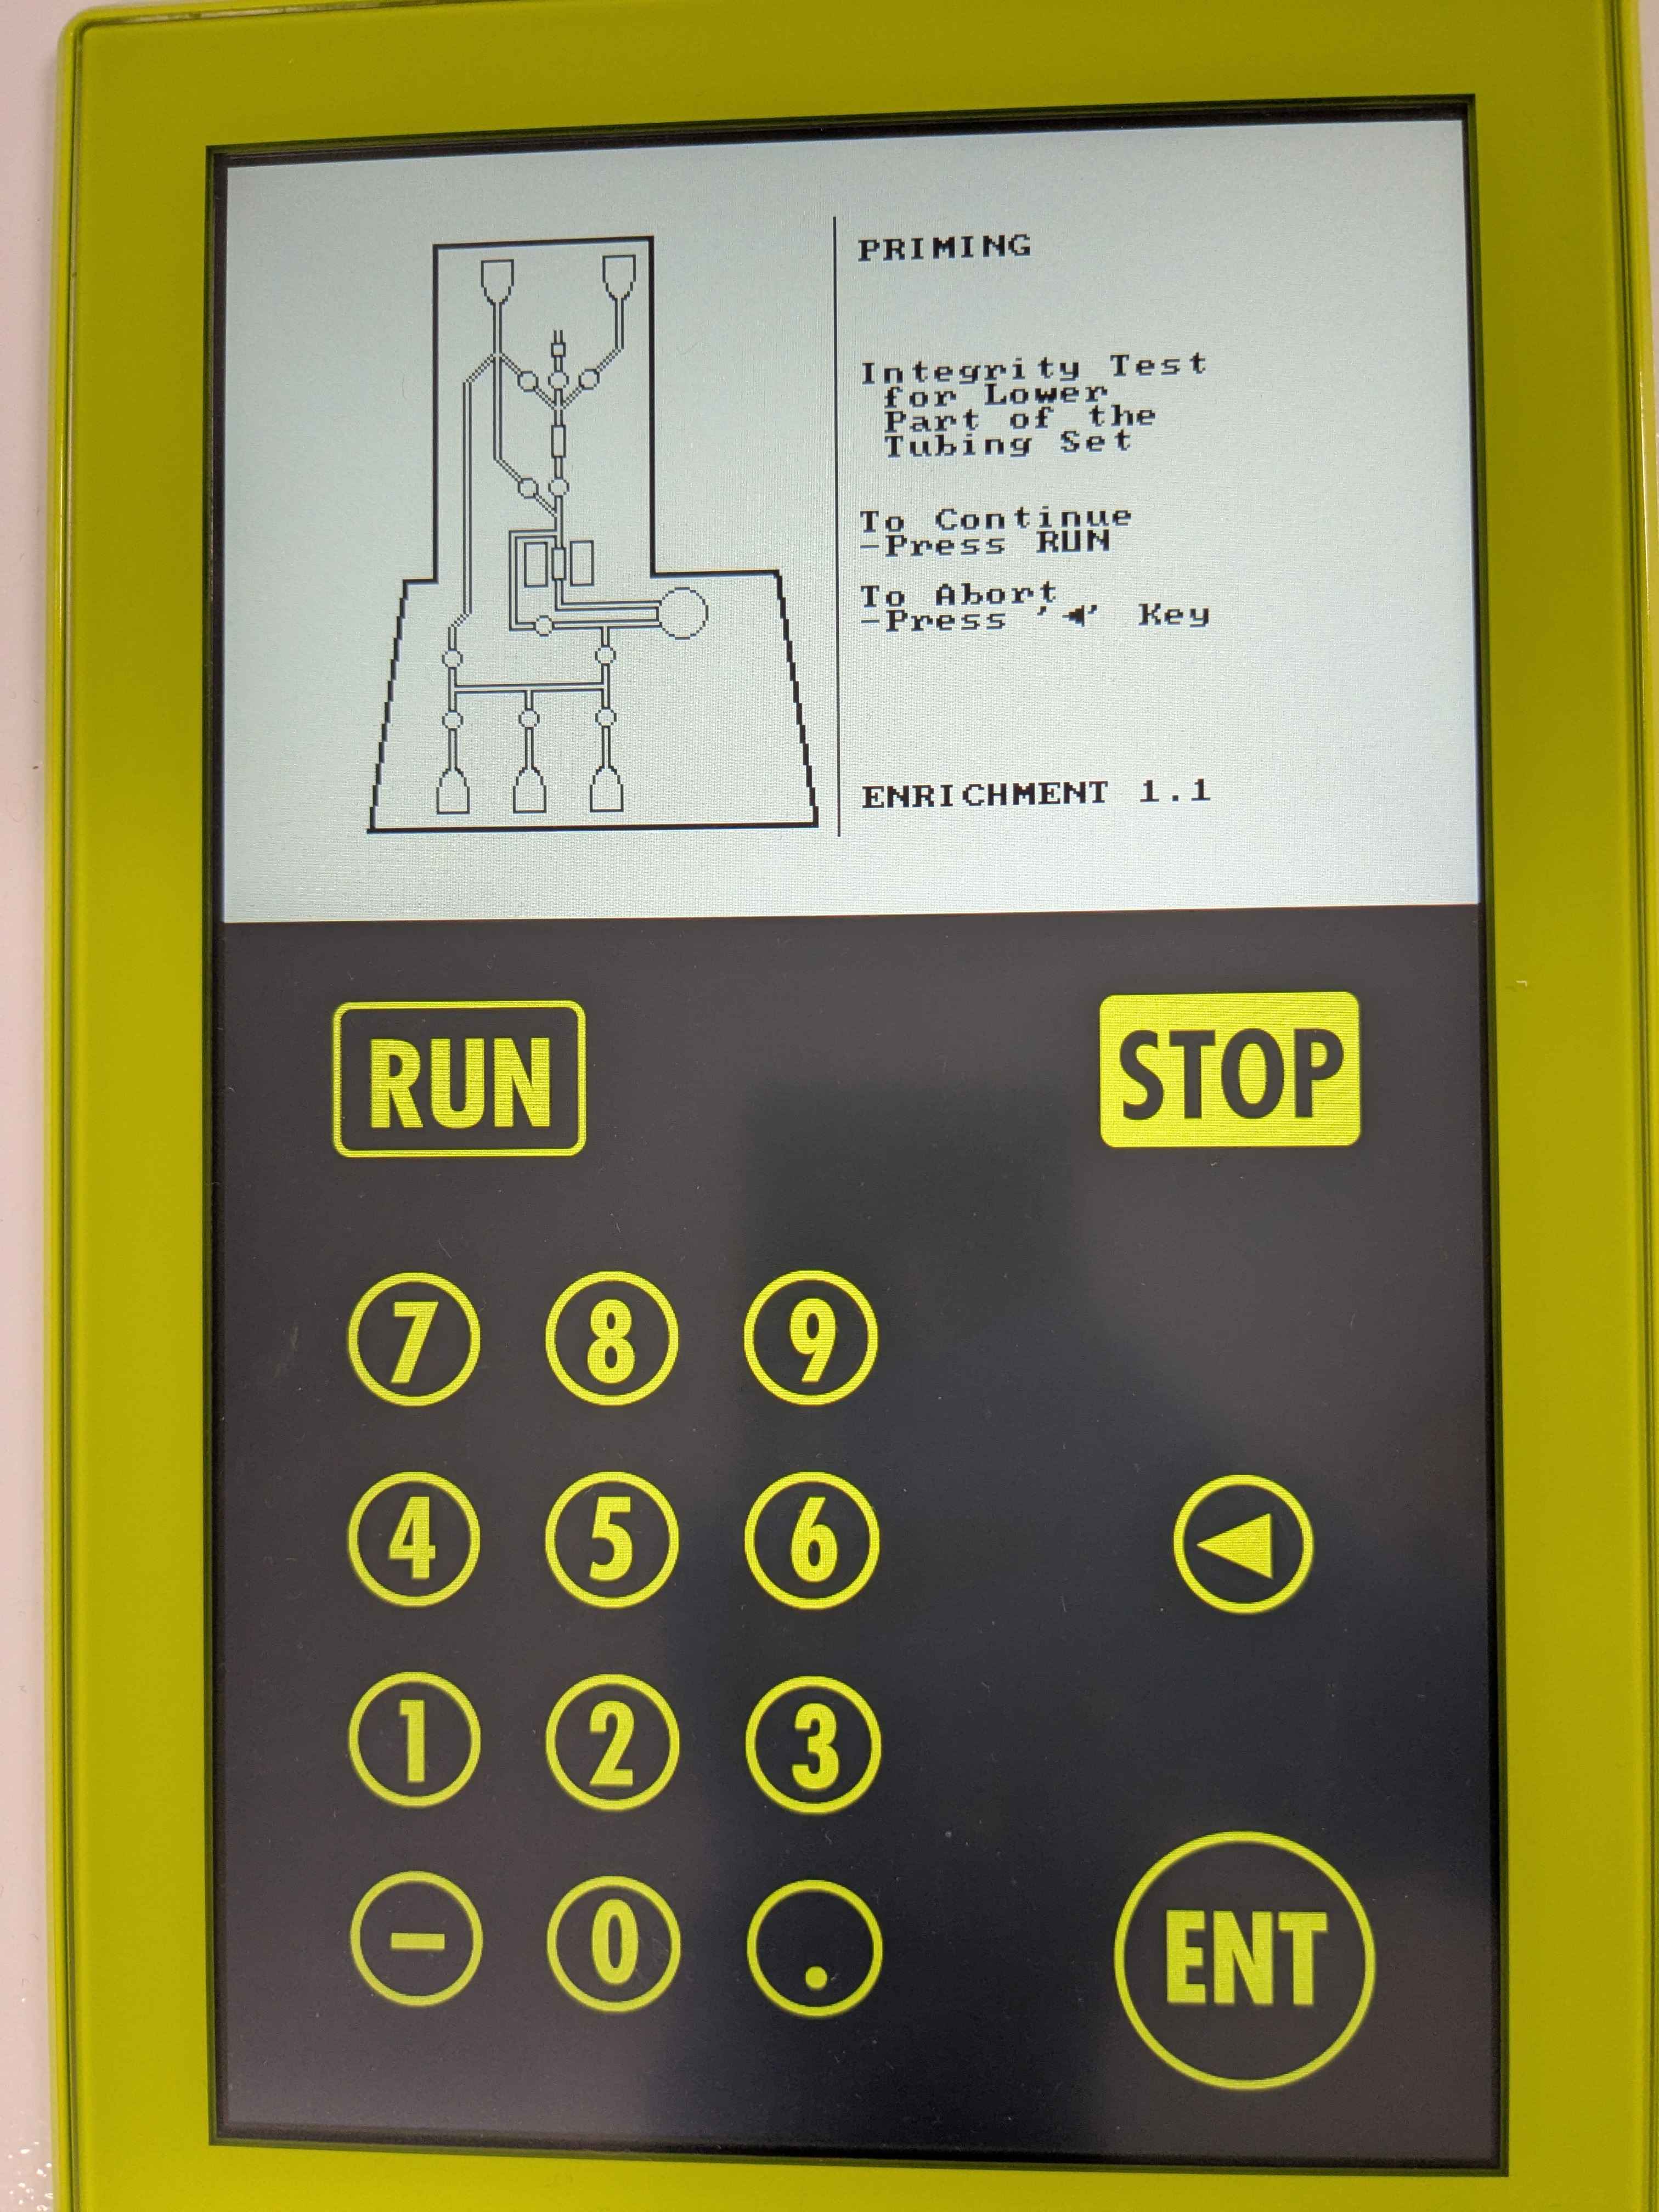 PRIMING
Integrity Test
for Lower
Part of the
Tubing Set
To Continue
-Press RUN
To Abort
-Press '◄' Key
ENRICHMENT 1.1
RUN
STOP
7 8 9
4 5 6 ◄
1 2 3
- 0 .
ENT